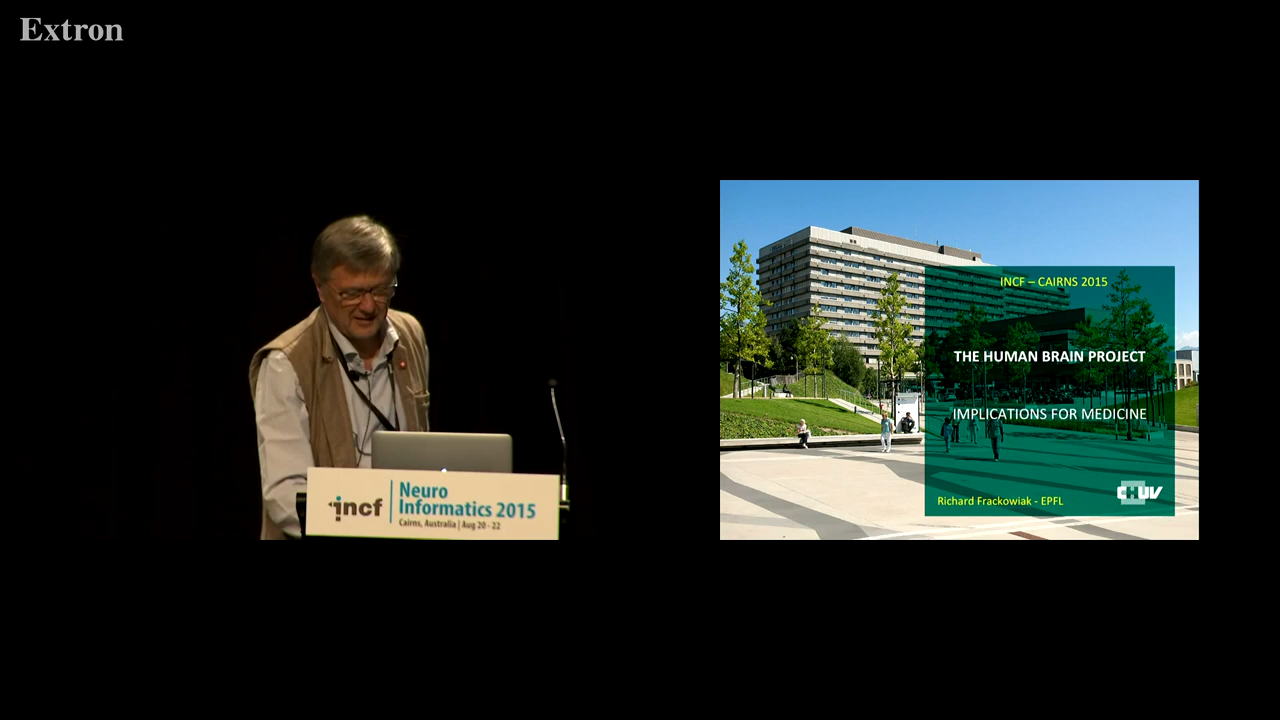 Extron
incf
Neuro
Informatics 2015
Cairns, Australia | Aug 20 - 22
INCF – CAIRNS 2015
THE HUMAN BRAIN PROJECT
IMPLICATIONS FOR MEDICINE
Richard Frackowiak - EPFL
CHUV